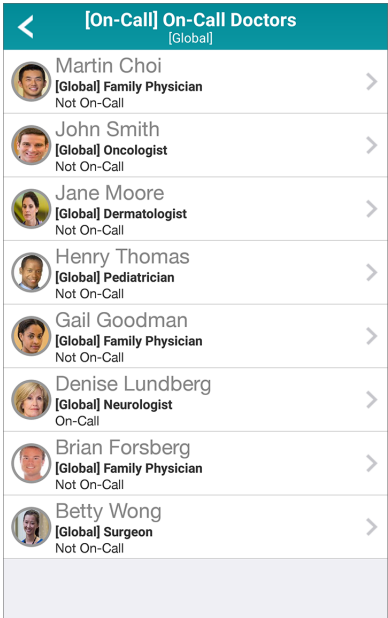 [On-Call] On-Call Doctors
[Global]
Martin Choi
[Global] Family Physician
Not On-Call
John Smith
[Global] Oncologist
Not On-Call
Jane Moore
[Global] Dermatologist
Not On-Call
Henry Thomas
[Global] Pediatrician
Not On-Call
Gail Goodman
[Global] Family Physician
Not On-Call
Denise Lundberg
[Global] Neurologist
On-Call
Brian Forsberg
[Global] Family Physician
Not On-Call
Betty Wong
[Global] Surgeon
Not On-Call